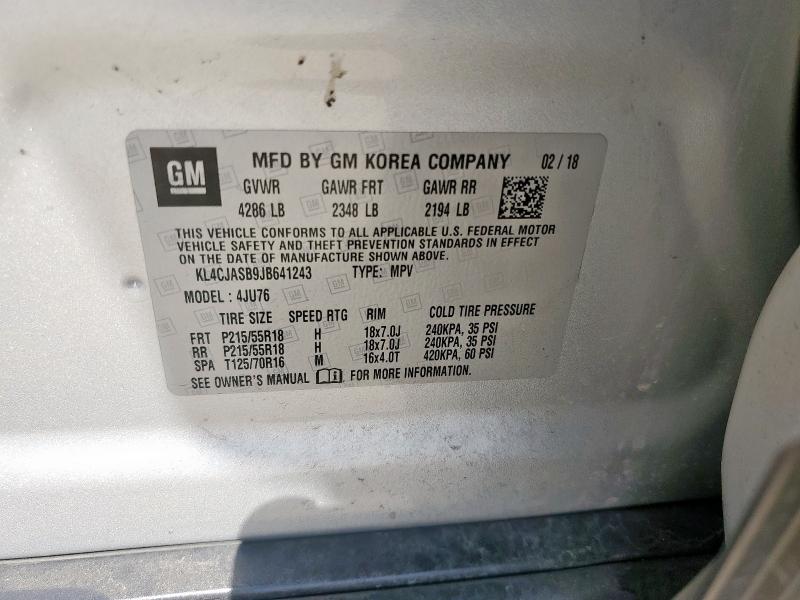 GM MFD BY GM KOREA COMPANY 02 / 18
GVWR GAWR FRT GAWR RR
4286 LB 2348 LB 2194 LB
THIS VEHICLE CONFORMS TO ALL APPLICABLE U.S. FEDERAL MOTOR
VEHICLE SAFETY AND THEFT PREVENTION STANDARDS IN EFFECT
ON THE DATE OF MANUFACTURE SHOWN ABOVE.
KL4CJASB9JB641243 TYPE: MPV
MODEL : 4JU76
TIRE SIZE SPEED RTG RIM COLD TIRE PRESSURE
FRT P215/55R18 H 18x7.0J 240KPA, 35 PSI
RR P215/55R18 H 18x7.0J 240KPA, 35 PSI
SPA T125/70R16 M 16x4.0T 420KPA, 60 PSI
SEE OWNER'S MANUAL FOR MORE INFORMATION.